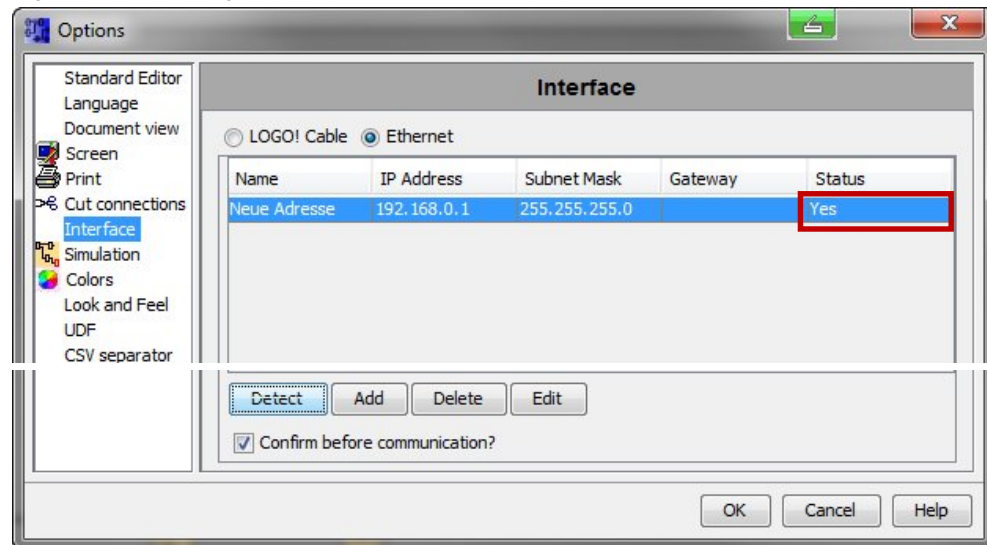 Options
Standard Editor
Language
Document view
Screen
Print
Cut connections
Interface
Simulation
Colors
Look and Feel
UDF
CSV separator
Interface
LOGO! Cable Ethernet
Name IP Address Subnet Mask Gateway Status
Neue Adresse 192.168.0.1 255.255.255.0 Yes
Detect Add Delete Edit
Confirm before communication?
OK Cancel Help